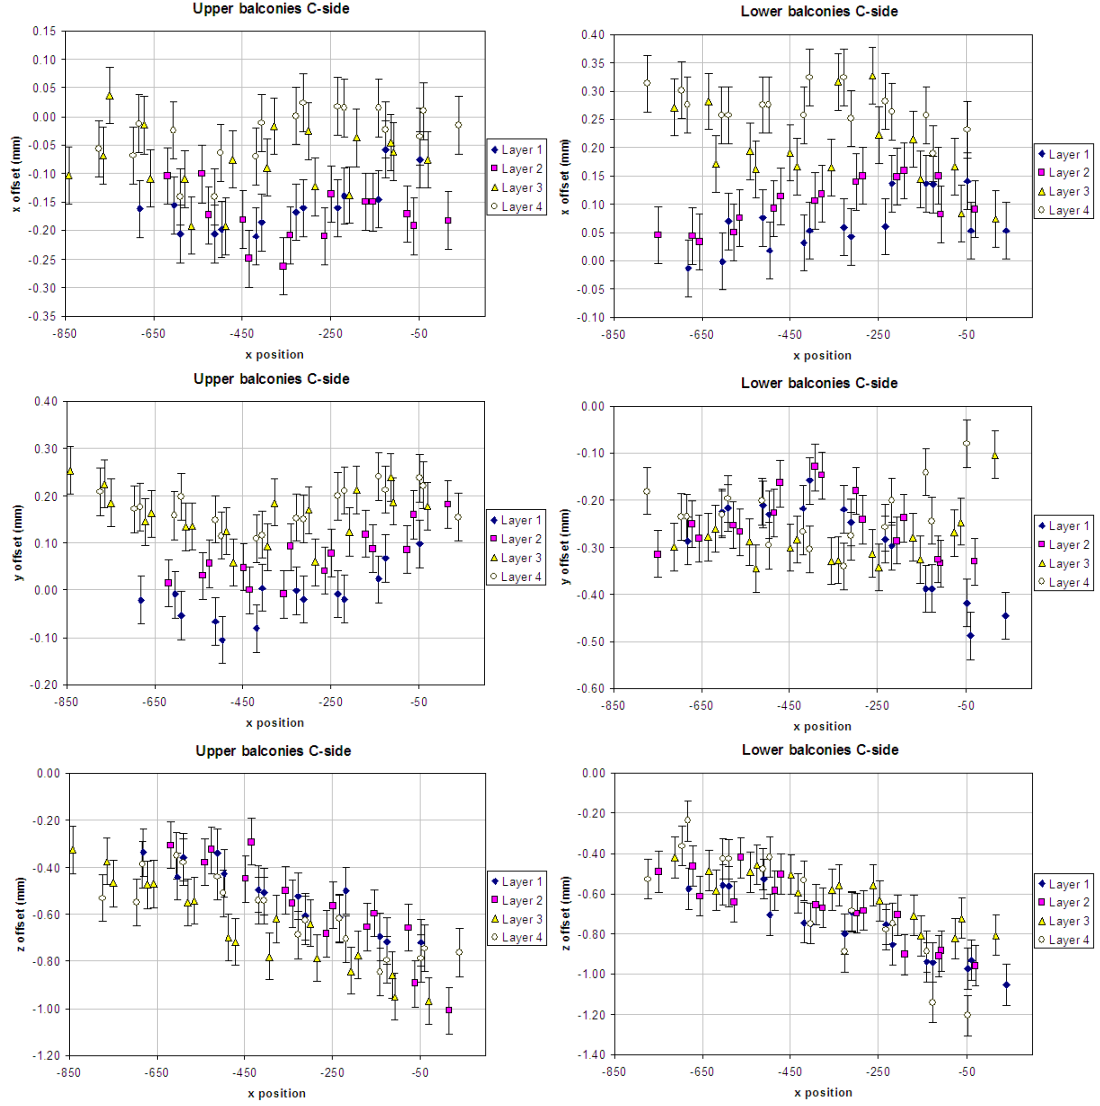 Upper balconies C-side
0.15
0.10
0.05
0.00
-0.05
-0.10
-0.15
-0.20
-0.25
-0.30
-0.35
x offset (mm)
-850 -650 -450 -250 -50
x position
Layer 1
Layer 2
Layer 3
Layer 4
Lower balconies C-side
0.40
0.35
0.30
0.25
0.20
0.15
0.10
0.05
0.00
-0.05
-0.10
x offset (mm)
-850 -650 -450 -250 -50
x position
Layer 1
Layer 2
Layer 3
Layer 4
Upper balconies C-side
0.40
0.30
0.20
0.10
0.00
-0.10
-0.20
y offset (mm)
-850 -650 -450 -250 -50
x position
Layer 1
Layer 2
Layer 3
Layer 4
Lower balconies C-side
0.00
-0.10
-0.20
-0.30
-0.40
-0.50
-0.60
y offset (mm)
-850 -650 -450 -250 -50
x position
Layer 1
Layer 2
Layer 3
Layer 4
Upper balconies C-side
0.00
-0.20
-0.40
-0.60
-0.80
-1.00
-1.20
z offset (mm)
-850 -650 -450 -250 -50
x position
Layer 1
Layer 2
Layer 3
Layer 4
Lower balconies C-side
0.00
-0.20
-0.40
-0.60
-0.80
-1.00
-1.20
-1.40
z offset (mm)
-850 -650 -450 -250 -50
x position
Layer 1
Layer 2
Layer 3
Layer 4